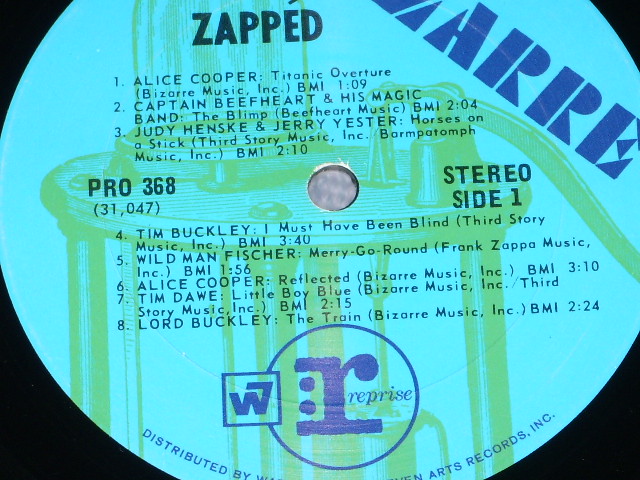 ZAPPÉD
ZARRE
1. ALICE COOPER: Titanic Overture
(Bizarre Music, Inc.) BMI 1:09
2. CAPTAIN BEEFHEART & HIS MAGIC
BAND: The Blimp (Beefheart Music) BMI 2:04
3. JUDY HENSKE & JERRY YESTER: Horses on
a Stick (Third Story Music, Inc. Barmpatomph
Music, Inc.) BMI 2:10
PRO 368
(31,047)
STEREO
SIDE 1
4. TIM BUCKLEY: I Must Have Been Blind (Third Story
Music, Inc.) BMI 3:40
5. WILD MAN FISCHER: Merry-Go-Round (Frank Zappa Music,
Inc.) BMI 1:56
6. ALICE COOPER: Reflected (Bizarre Music, Inc.) BMI 3:10
7. TIM DAWE: Little Boy Blue (Bizarre Music, Inc./Third
Story Music, Inc.) BMI 2:15
8. LORD BUCKLEY: The Train (Bizarre Music, Inc.) BMI 2:24
W7
r:
reprise
DISTRIBUTED BY ARTS RECORDS, INC.